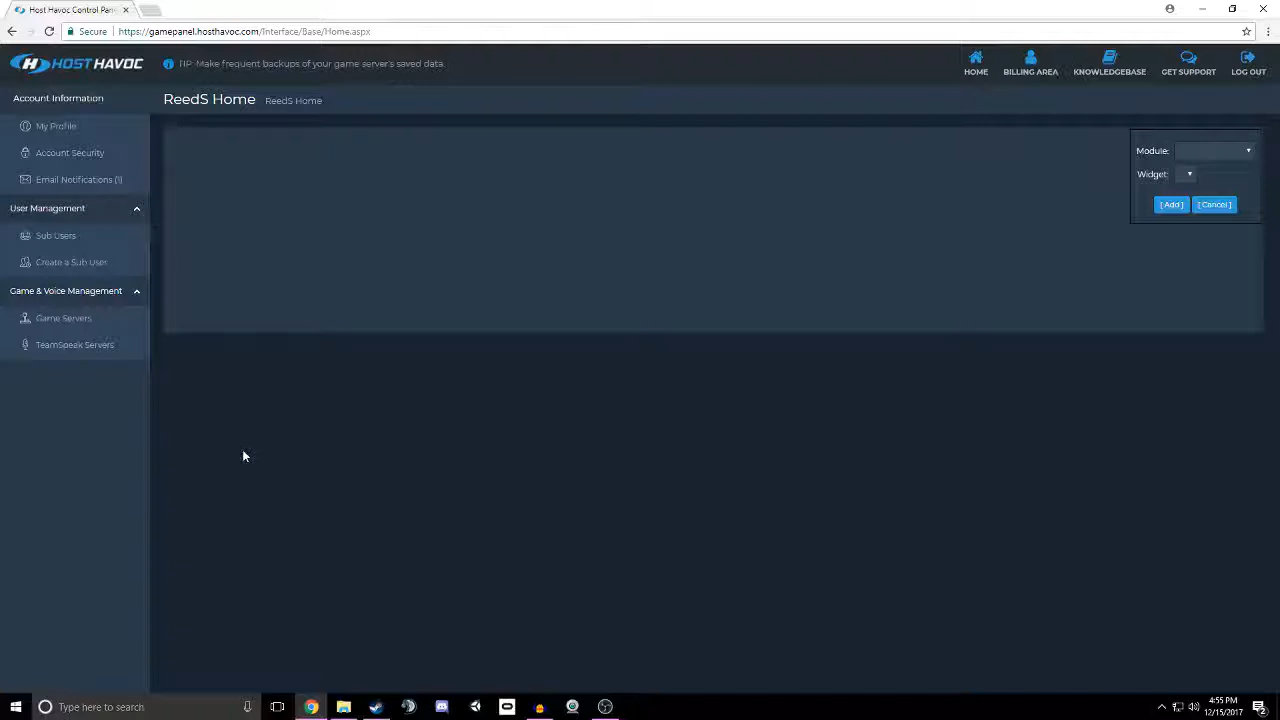 Host Havoc Control Pan
Secure https://gamepanel.hosthavoc.com/Interface/Base/Home.aspx
HOST HAVOC
TIP: Make frequent backups of your game server's saved data.
HOME
BILLING AREA
KNOWLEDGEBASE
GET SUPPORT
LOG OUT
Account Information
ReedS Home ReedS Home
My Profile
Account Security
Email Notifications (1)
User Management
Sub Users
Create a Sub User
Game & Voice Management
Game Servers
TeamSpeak Servers
Module:
Widget:
[ Add ] [ Cancel ]
Type here to search
4:55 PM
12/15/2017
2